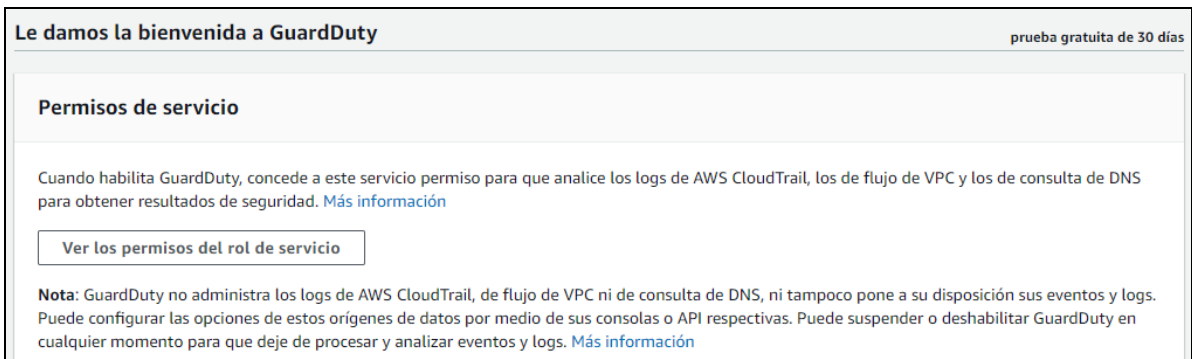 Le damos la bienvenida a GuardDuty
prueba gratuita de 30 días
Permisos de servicio
Cuando habilita GuardDuty, concede a este servicio permiso para que analice los logs de AWS CloudTrail, los de flujo de VPC y los de consulta de DNS
para obtener resultados de seguridad. Más información
Ver los permisos del rol de servicio
Nota: GuardDuty no administra los logs de AWS CloudTrail, de flujo de VPC ni de consulta de DNS, ni tampoco pone a su disposición sus eventos y logs.
Puede configurar las opciones de estos orígenes de datos por medio de sus consolas o API respectivas. Puede suspender o deshabilitar GuardDuty en
cualquier momento para que deje de procesar y analizar eventos y logs. Más información